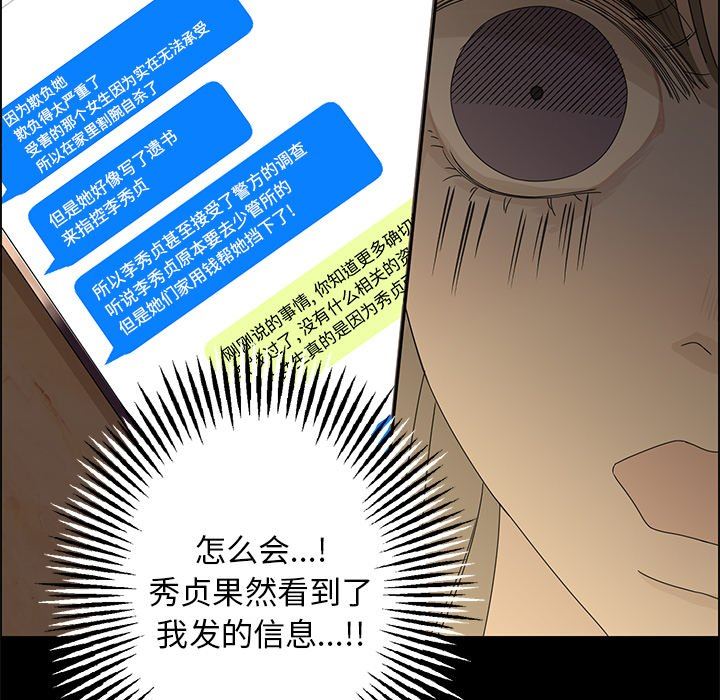 因为欺负她
欺负得太严重了
受害的那个女生因为实在无法承受
所以在家里割腕自杀了
但是她好像写了遗书
来指控李秀贞
所以李秀贞甚至接受了警方的调查
听说李秀贞原本要去少管所的
但是她们家用钱帮她挡下了!
刚刚说的事情,你知道更多确切
过了,没有什么相关的资
生真的是因为秀贞
怎么会...!
秀贞果然看到了
我发的信息...!!